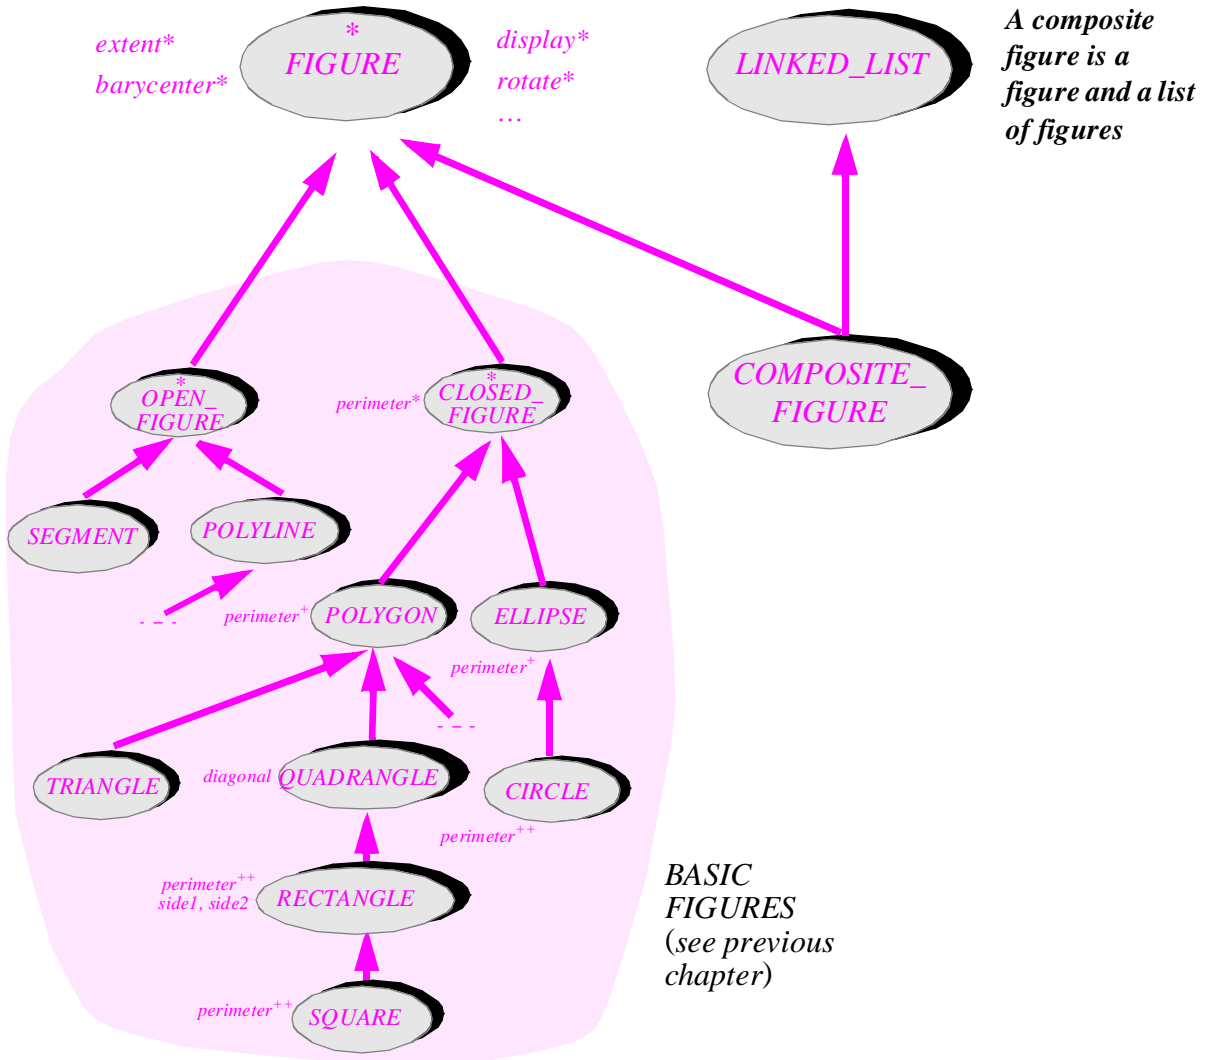 *
FIGURE
extent*
barycenter*
display*
rotate*
…
LINKED_LIST
A composite
figure is a
figure and a list
of figures
*
OPEN_
FIGURE
perimeter*
*
CLOSED_
FIGURE
COMPOSITE_
FIGURE
SEGMENT
POLYLINE
- - -
perimeter+
POLYGON
ELLIPSE
perimeter+
- - -
TRIANGLE
diagonal
QUADRANGLE
CIRCLE
perimeter++
perimeter++
side1, side2
RECTANGLE
BASIC
FIGURES
(see previous
chapter)
perimeter++
SQUARE